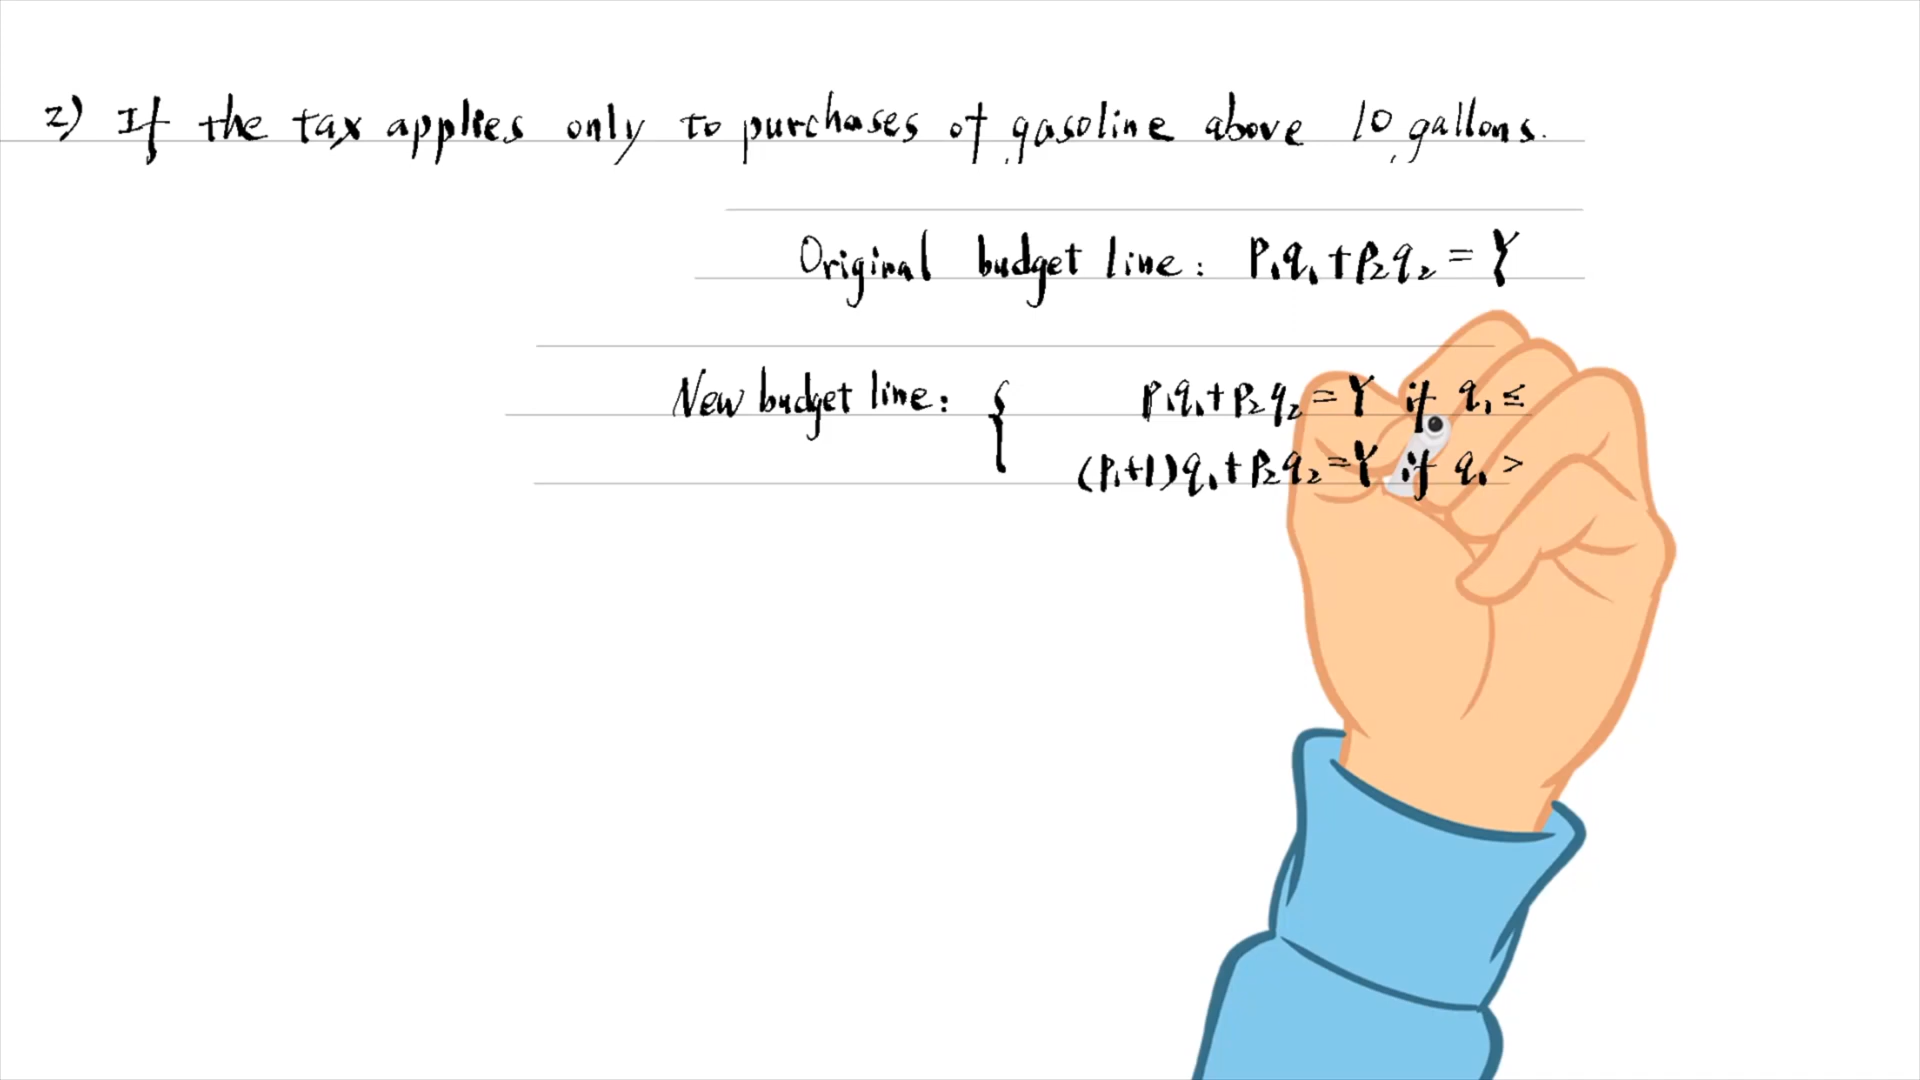 2) If the tax applies only to purchases of gasoline above 10 gallons.
Original budget line: P₁q₁+P₂q₂ = Y
New budget line: { P₁q₁+P₂q₂ = Y if q₁ ≤
(P₁+1)q₁+P₂q₂=Y if q₁ >